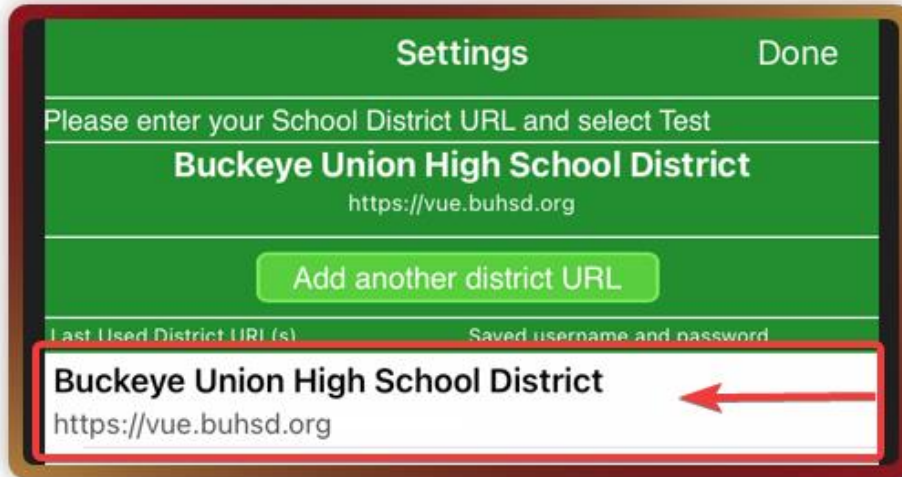 Settings Done
Please enter your School District URL and select Test
Buckeye Union High School District
https://vue.buhsd.org
Add another district URL
Last Used District URL(s) Saved username and password
Buckeye Union High School District
https://vue.buhsd.org